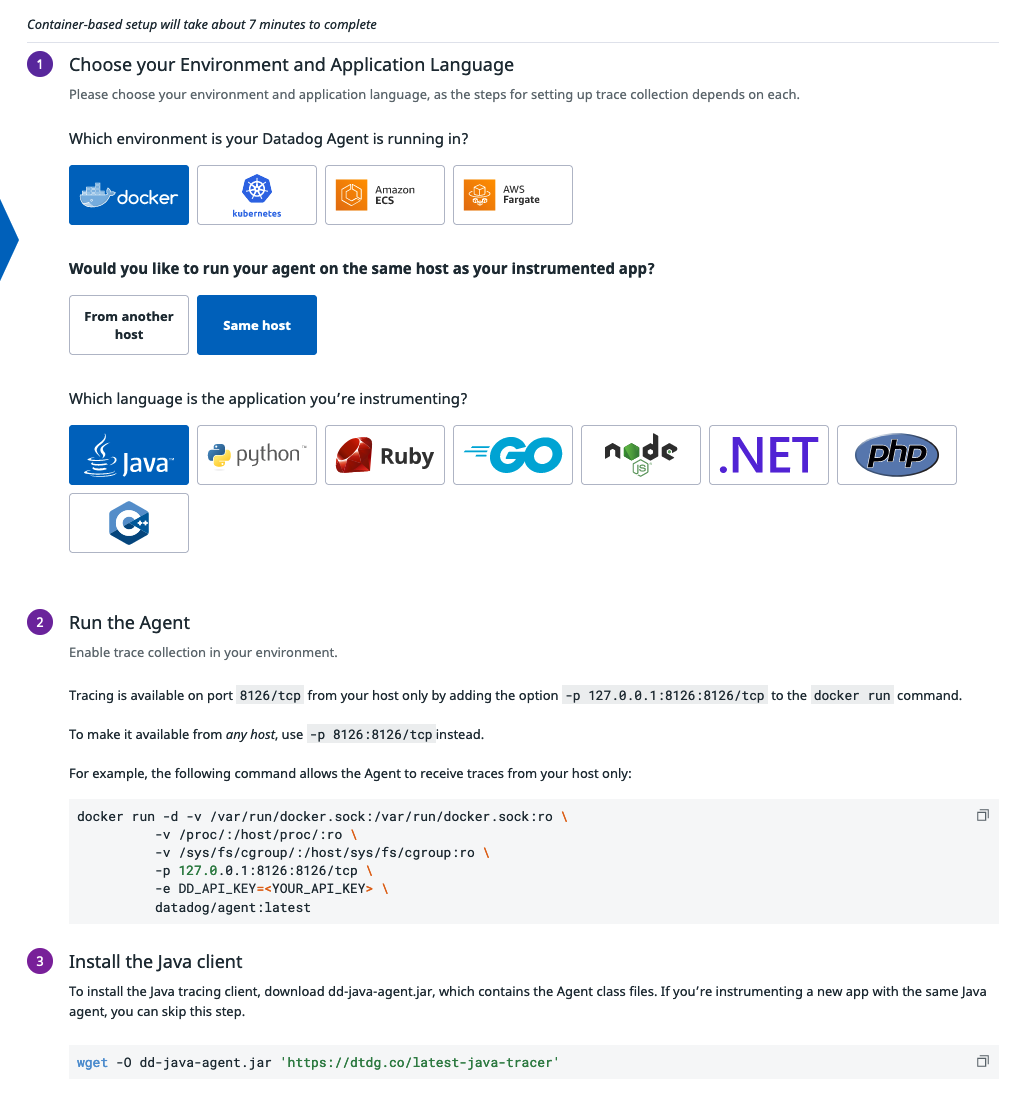 Container-based setup will take about 7 minutes to complete
1
Choose your Environment and Application Language
Please choose your environment and application language, as the steps for setting up trace collection depends on each.
Which environment is your Datadog Agent is running in?
docker
kubernetes
Amazon
ECS
AWS
Fargate
Would you like to run your agent on the same host as your instrumented app?
From another
host
Same host
Which language is the application you’re instrumenting?
Java™
python™
Ruby
GO
node
JS
.NET
php
C++
2
Run the Agent
Enable trace collection in your environment.
Tracing is available on port 8126/tcp from your host only by adding the option -p 127.0.0.1:8126:8126/tcp to the docker run command.
To make it available from any host, use -p 8126:8126/tcp instead.
For example, the following command allows the Agent to receive traces from your host only:
docker run -d -v /var/run/docker.sock:/var/run/docker.sock:ro \
-v /proc/:/host/proc/:ro \
-v /sys/fs/cgroup/:/host/sys/fs/cgroup:ro \
-p 127.0.0.1:8126:8126/tcp \
-e DD_API_KEY=<YOUR_API_KEY> \
datadog/agent:latest
3
Install the Java client
To install the Java tracing client, download dd-java-agent.jar, which contains the Agent class files. If you’re instrumenting a new app with the same Java
agent, you can skip this step.
wget -O dd-java-agent.jar 'https://dtdg.co/latest-java-tracer'